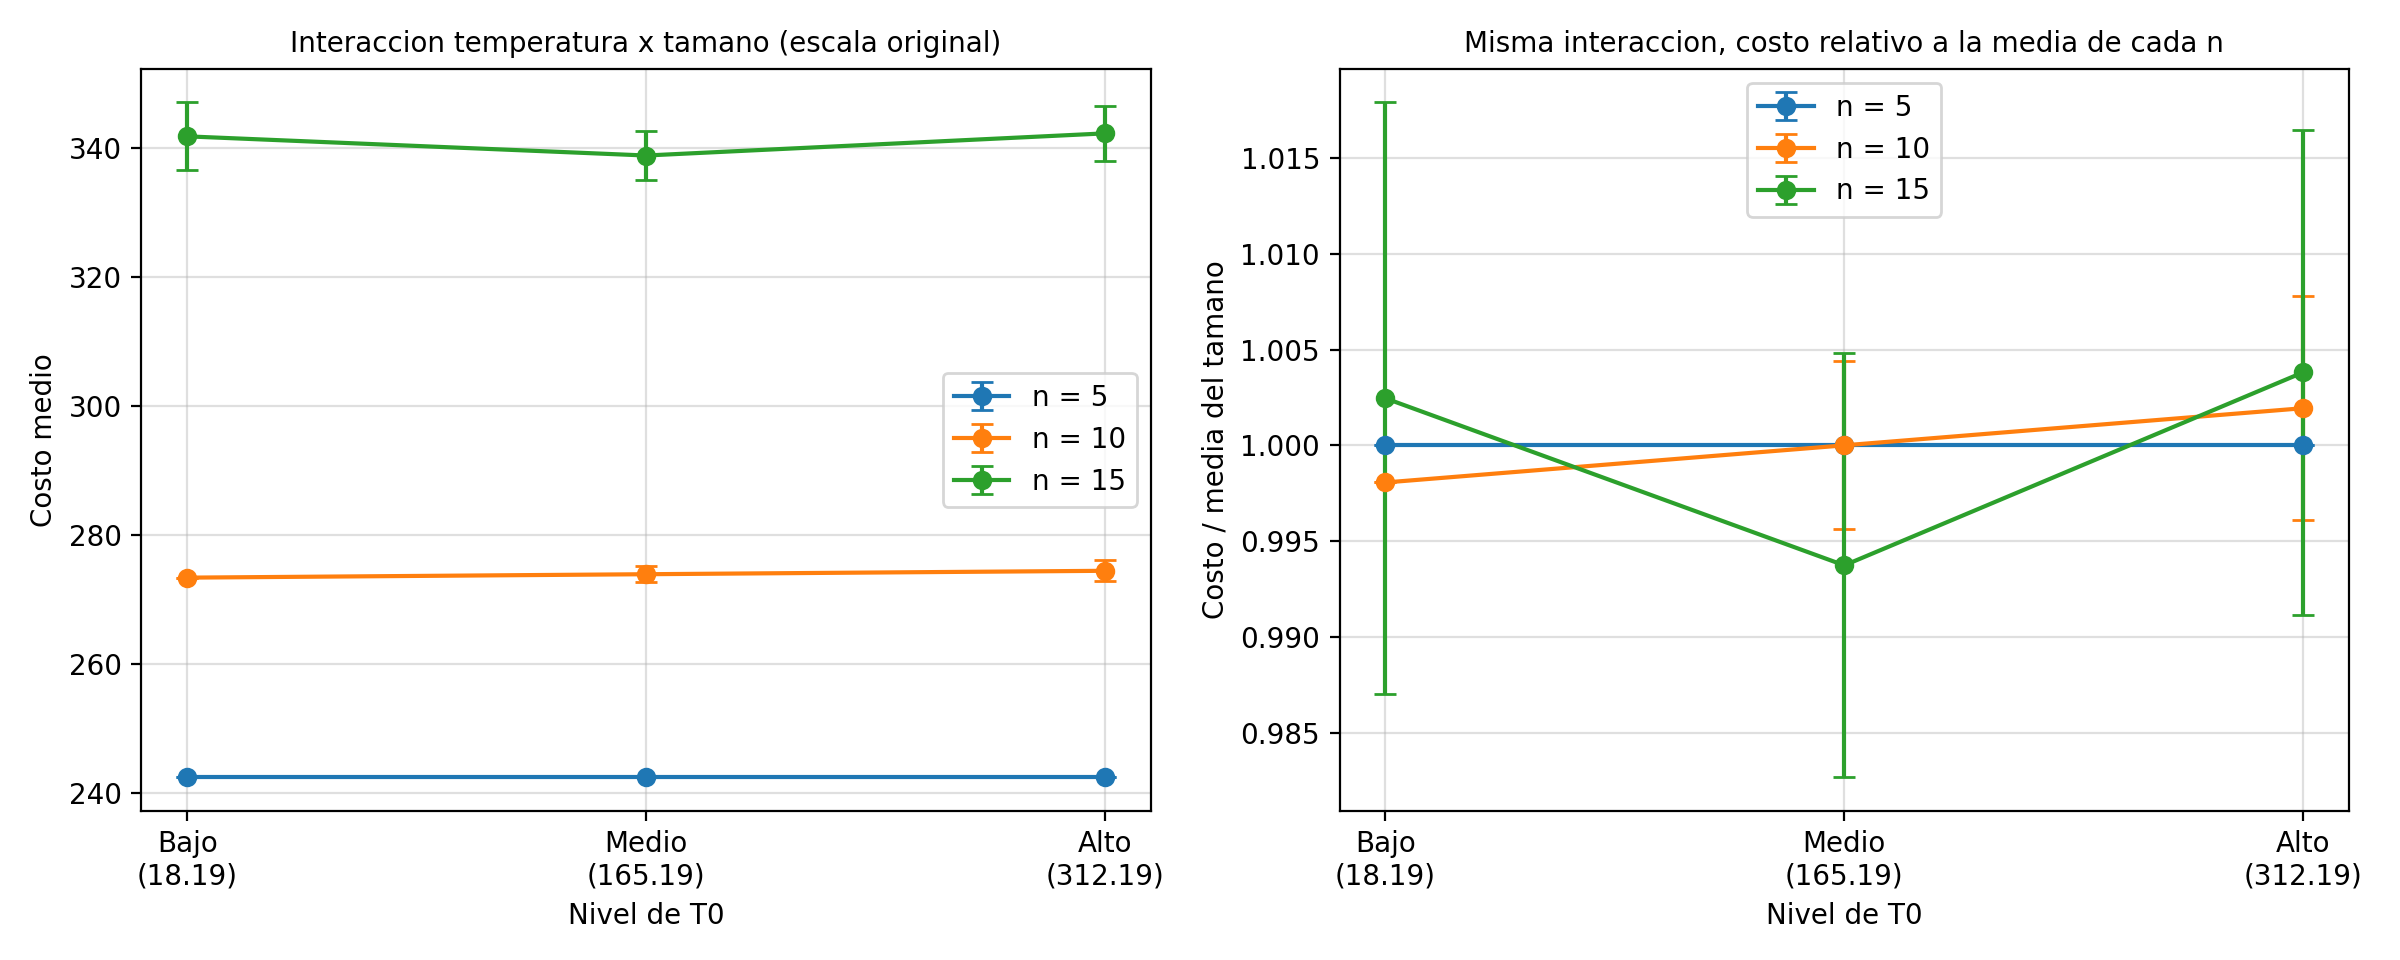 Interaccion temperatura x tamano (escala original)
Costo medio
340
320
300
280
260
240
n = 5
n = 10
n = 15
Bajo
(18.19)
Medio
(165.19)
Alto
(312.19)
Nivel de T0
Misma interaccion, costo relativo a la media de cada n
Costo / media del tamano
1.015
1.010
1.005
1.000
0.995
0.990
0.985
n = 5
n = 10
n = 15
Bajo
(18.19)
Medio
(165.19)
Alto
(312.19)
Nivel de T0